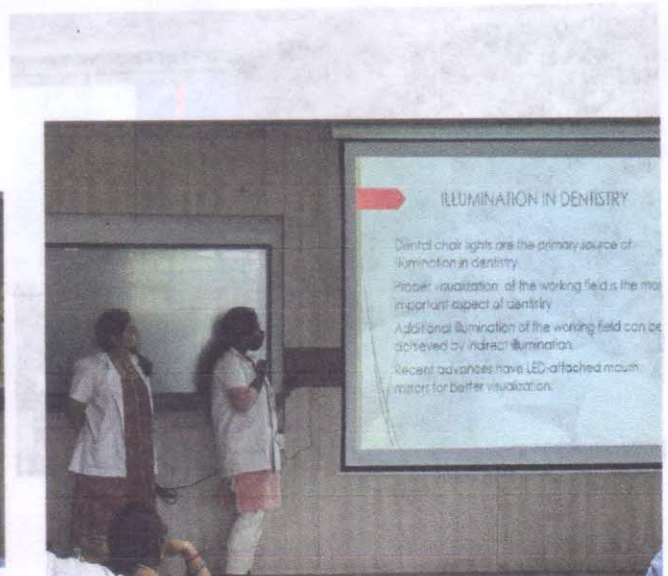 ILLUMINATION IN DENTISTRY
Dental chair lights are the primary source of
illumination in dentistry
Proper visualization of the working field is the mos
important aspect of dentistry
Additional illumination of the working field can be
achieved by indirect illumination.
Recent advances have LED-attached mouth
mirrors for better visualization.